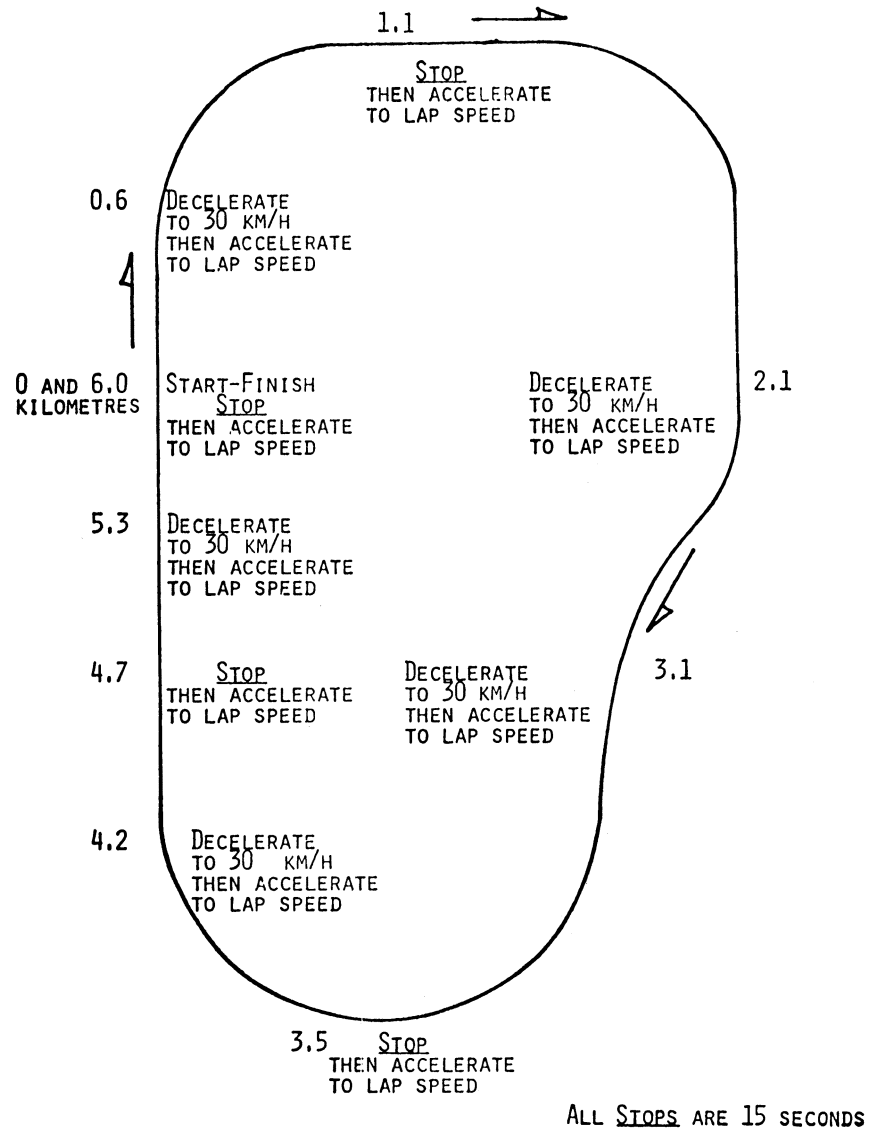 1.1
STOP
THEN ACCELERATE
TO LAP SPEED
0.6
DECELERATE
TO 30 KM/H
THEN ACCELERATE
TO LAP SPEED
0 AND 6.0
KILOMETRES
START-FINISH
STOP
THEN ACCELERATE
TO LAP SPEED
DECELERATE
TO 30 KM/H
THEN ACCELERATE
TO LAP SPEED
2.1
5.3
DECELERATE
TO 30 KM/H
THEN ACCELERATE
TO LAP SPEED
4.7
STOP
THEN ACCELERATE
TO LAP SPEED
DECELERATE
TO 30 KM/H
THEN ACCELERATE
TO LAP SPEED
3.1
4.2
DECELERATE
TO 30 KM/H
THEN ACCELERATE
TO LAP SPEED
3.5
STOP
THEN ACCELERATE
TO LAP SPEED
ALL STOPS ARE 15 SECONDS